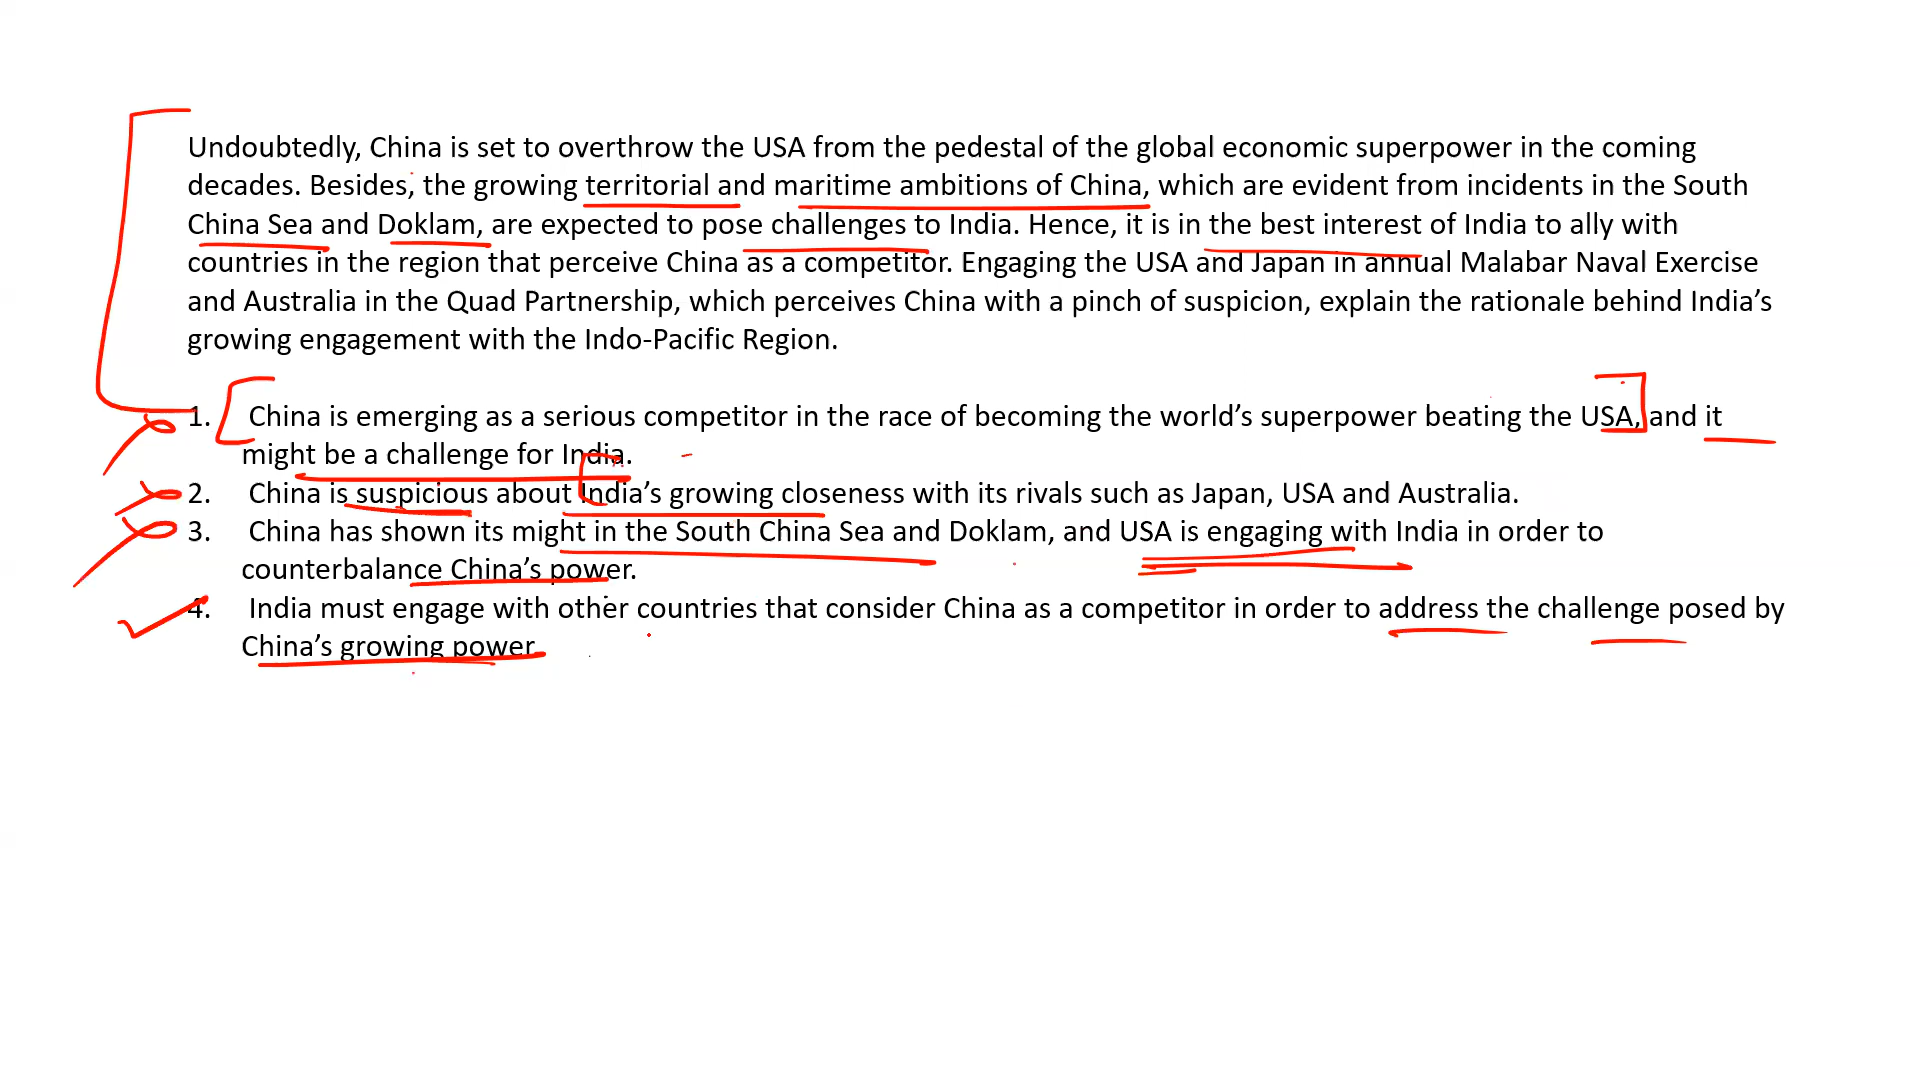 Undoubtedly, China is set to overthrow the USA from the pedestal of the global economic superpower in the coming
decades. Besides, the growing territorial and maritime ambitions of China, which are evident from incidents in the South
China Sea and Doklam, are expected to pose challenges to India. Hence, it is in the best interest of India to ally with
countries in the region that perceive China as a competitor. Engaging the USA and Japan in annual Malabar Naval Exercise
and Australia in the Quad Partnership, which perceives China with a pinch of suspicion, explain the rationale behind India’s
growing engagement with the Indo-Pacific Region.
1. China is emerging as a serious competitor in the race of becoming the world’s superpower beating the USA, and it
might be a challenge for India.
2. China is suspicious about India’s growing closeness with its rivals such as Japan, USA and Australia.
3. China has shown its might in the South China Sea and Doklam, and USA is engaging with India in order to
counterbalance China’s power.
4. India must engage with other countries that consider China as a competitor in order to address the challenge posed by
China’s growing power.